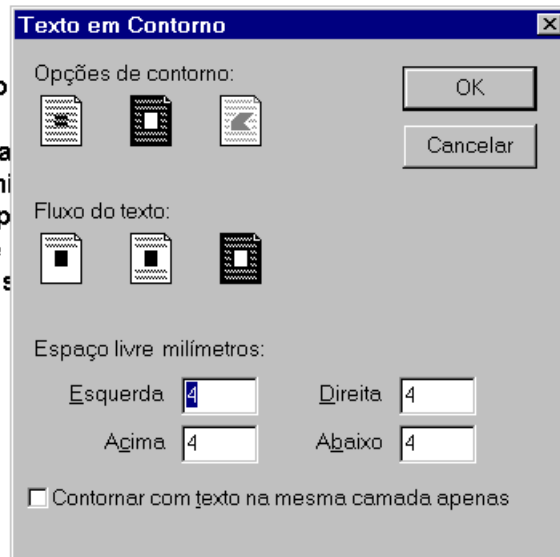 Texto em Contorno
Opções de contorno:
OK
Cancelar
Fluxo do texto:
Espaço livre milímetros:
Esquerda 4 Direita 4
Acima 4 Abaixo 4
Contornar com texto na mesma camada apenas